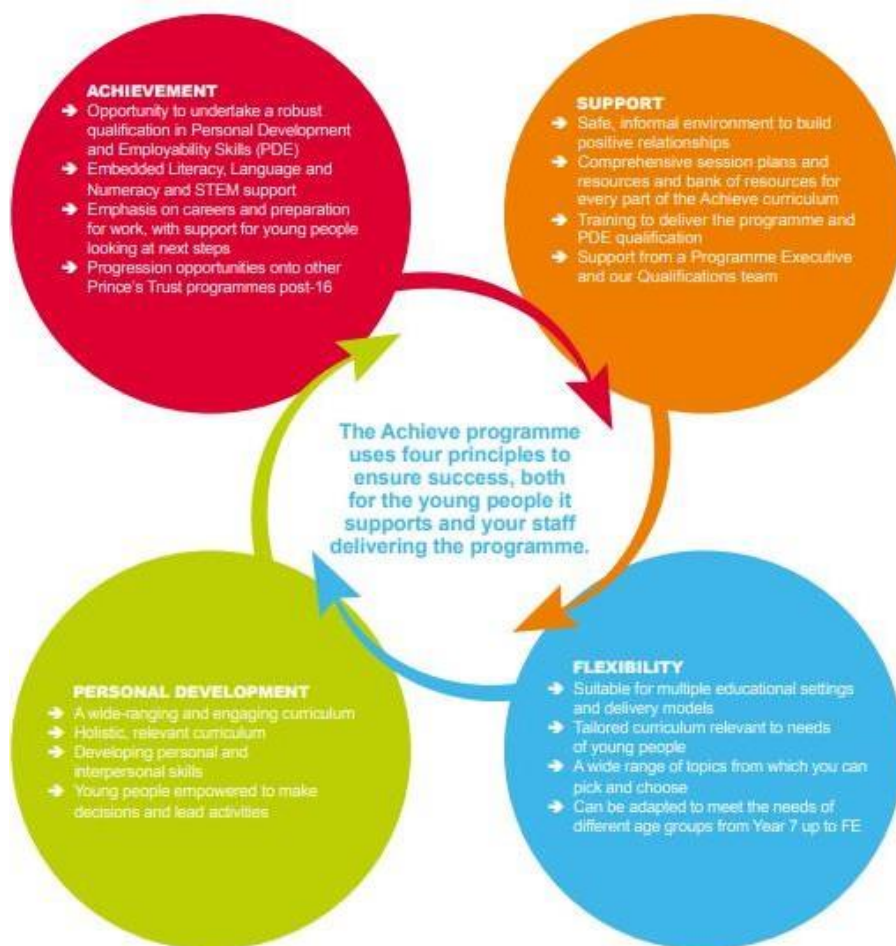 ACHIEVEMENT
➔ Opportunity to undertake a robust
qualification in Personal Development
and Employability Skills (PDE)
➔ Embedded Literacy, Language and
Numeracy and STEM support
➔ Emphasis on careers and preparation
for work, with support for young people
looking at next steps
➔ Progression opportunities onto other
Prince's Trust programmes post-16
SUPPORT
➔ Safe, informal environment to build
positive relationships
➔ Comprehensive session plans and
resources and bank of resources for
every part of the Achieve curriculum
➔ Training to deliver the programme and
PDE qualification
➔ Support from a Programme Executive
and our Qualifications team
The Achieve programme
uses four principles to
ensure success, both
for the young people it
supports and your staff
delivering the programme.
PERSONAL DEVELOPMENT
➔ A wide-ranging and engaging curriculum
➔ Holistic, relevant curriculum
➔ Developing personal and
interpersonal skills
➔ Young people empowered to make
decisions and lead activities
FLEXIBILITY
➔ Suitable for multiple educational settings
and delivery models
➔ Tailored curriculum relevant to needs
of young people
➔ A wide range of topics from which you can
pick and choose
➔ Can be adapted to meet the needs of
different age groups from Year 7 up to FE